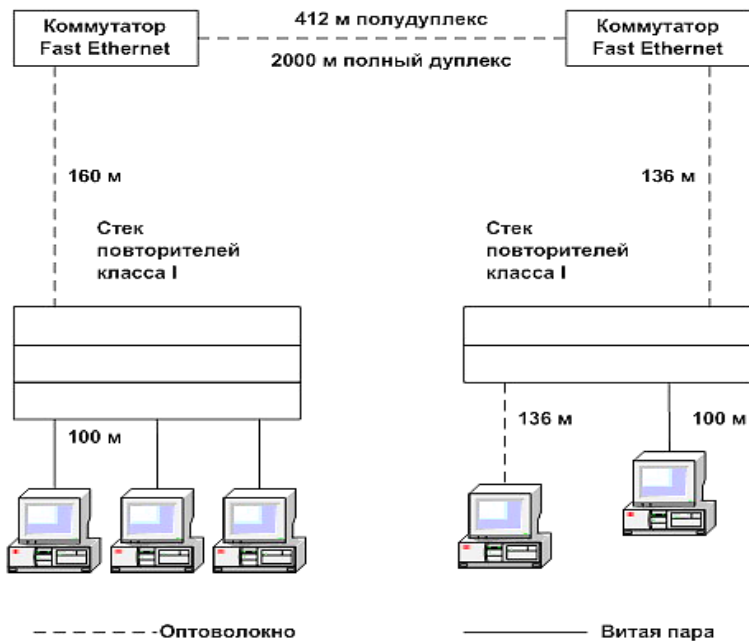 Коммутатор
Fast Ethernet
412 м полудуплекс
2000 м полный дуплекс
Коммутатор
Fast Ethernet
160 м
136 м
Стек
повторителей
класса I
Стек
повторителей
класса I
100 м
136 м
100 м
Оптоволокно
Витая пара